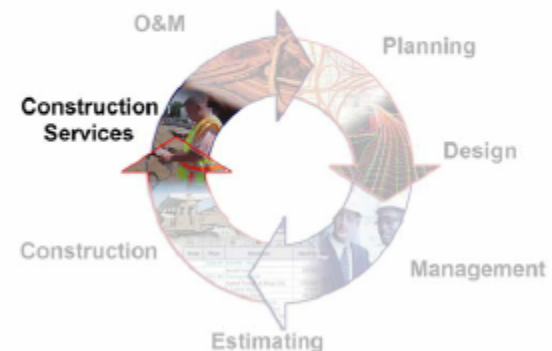 O&M
Planning
Construction
Services
Design
Construction
Management
Estimating